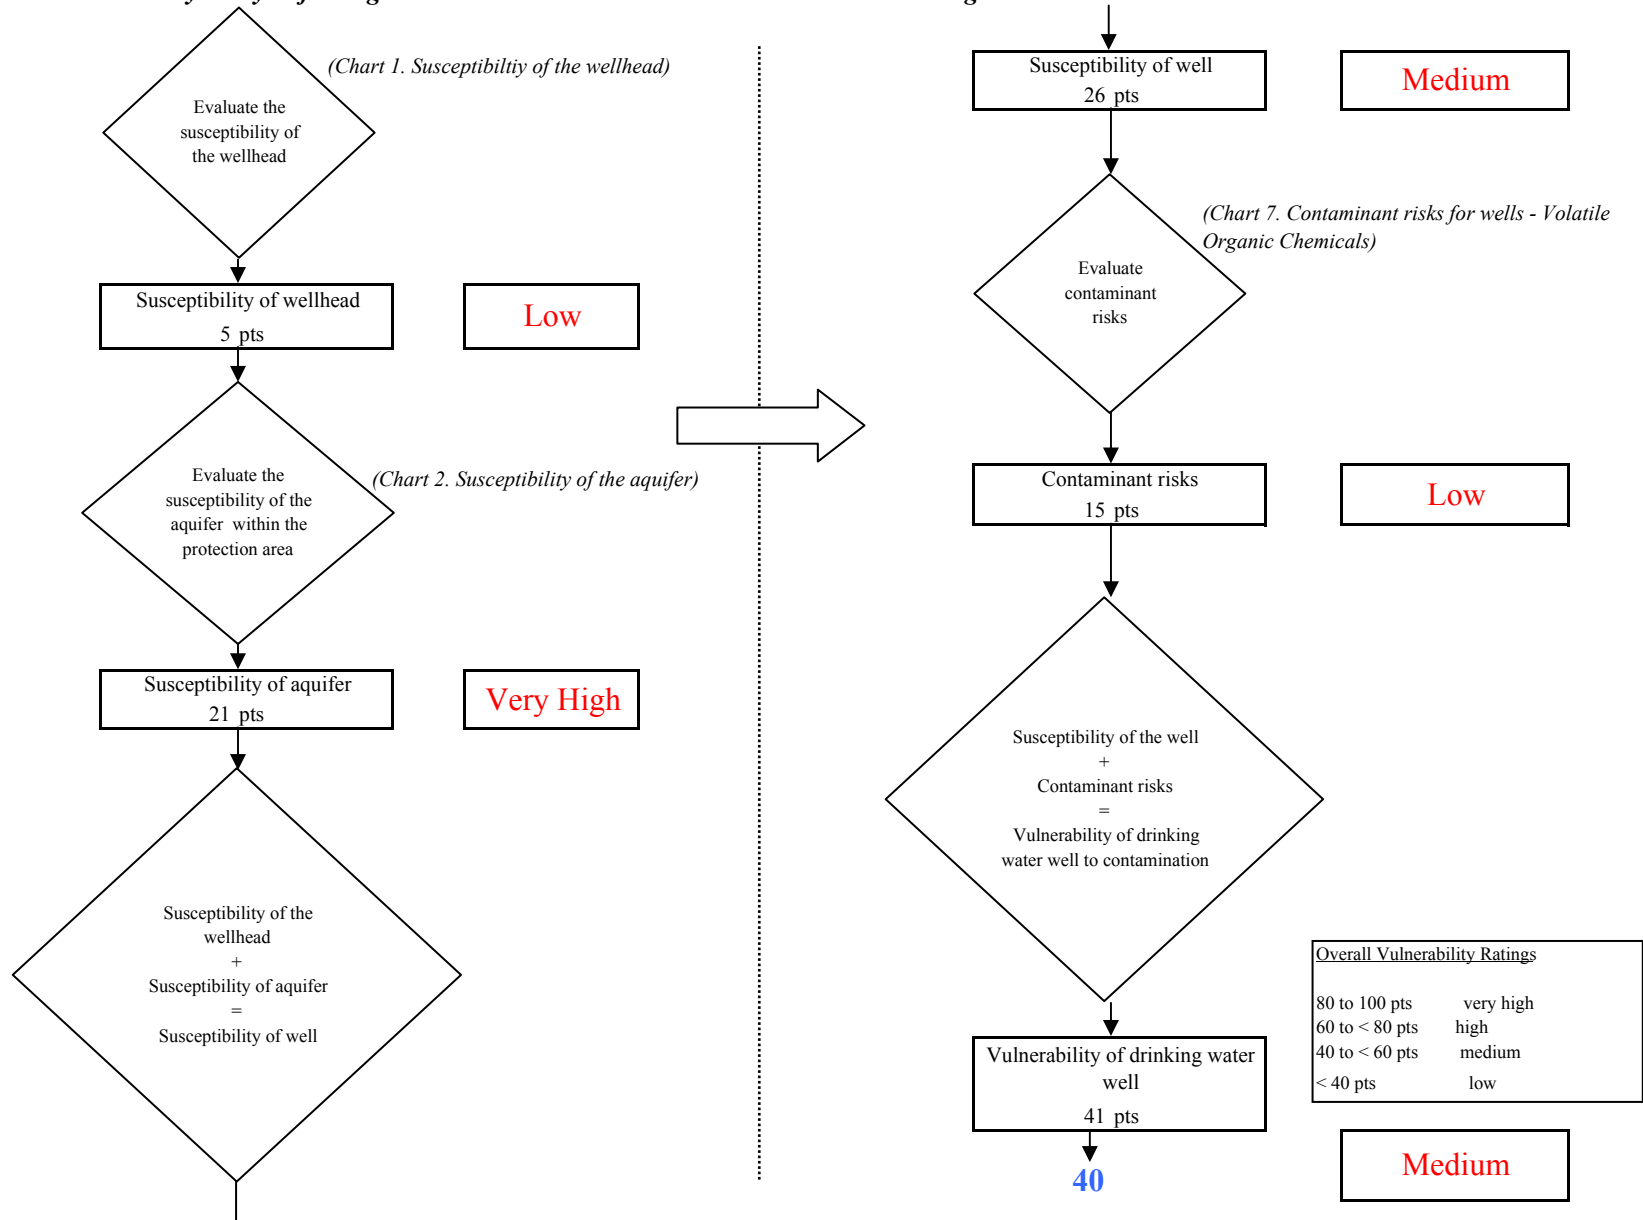 (Chart 1. Susceptibiltiy of the wellhead)
Evaluate the
susceptibility of
the wellhead
Susceptibility of wellhead
5 pts
Low
Evaluate the
susceptibility of the
aquifer within the
protection area
(Chart 2. Susceptibility of the aquifer)
Susceptibility of aquifer
21 pts
Very High
Susceptibility of the
wellhead
+
Susceptibility of aquifer
=
Susceptibility of well
Susceptibility of well
26 pts
Medium
(Chart 7. Contaminant risks for wells - Volatile
Organic Chemicals)
Evaluate
contaminant
risks
Contaminant risks
15 pts
Low
Susceptibility of the well
+
Contaminant risks
=
Vulnerability of drinking
water well to contamination
Overall Vulnerability Ratings
80 to 100 pts very high
60 to < 80 pts high
40 to < 60 pts medium
< 40 pts low
Vulnerability of drinking water
well
41 pts
40
Medium